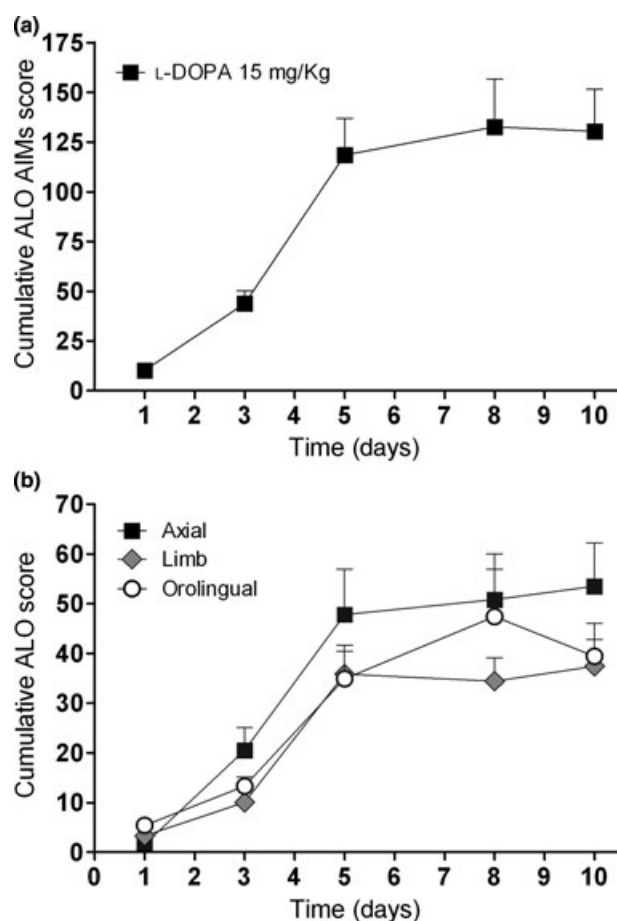 (a)
175
150
125
100
75
50
25
0
Cumulative ALO AIMs score
L-DOPA 15 mg/Kg
1 2 3 4 5 6 7 8 9 10
Time (days)
(b)
70
60
50
40
30
20
10
0
Cumulative ALO score
Axial
Limb
Orolingual
0 1 2 3 4 5 6 7 8 9 10
Time (days)